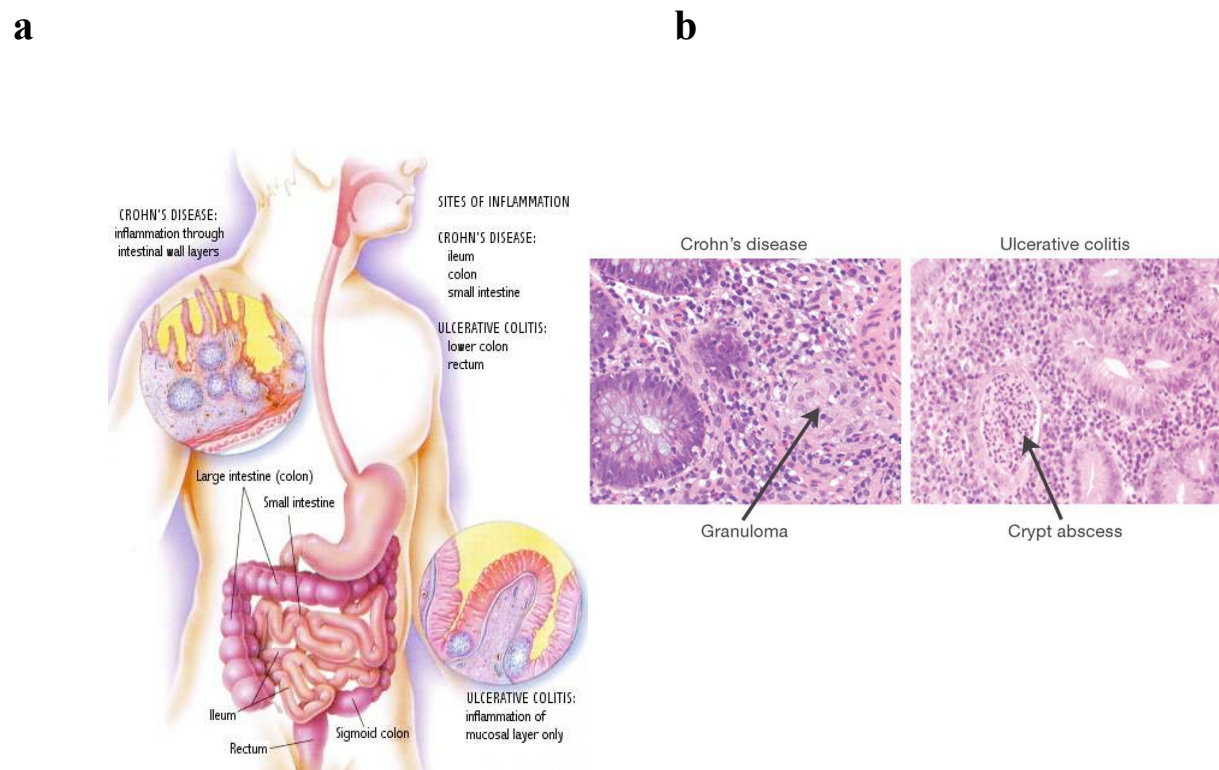 a
b
CROHN'S DISEASE:
inflammation through
intestinal wall layers
SITES OF INFLAMMATION
CROHN'S DISEASE:
ileum
colon
small intestine
ULCERATIVE COLITIS:
lower colon
rectum
Large intestine (colon)
Small intestine
Ileum
Rectum
Sigmoid colon
ULCERATIVE COLITIS:
inflammation of
mucosal layer only
Crohn's disease
Ulcerative colitis
Granuloma
Crypt abscess